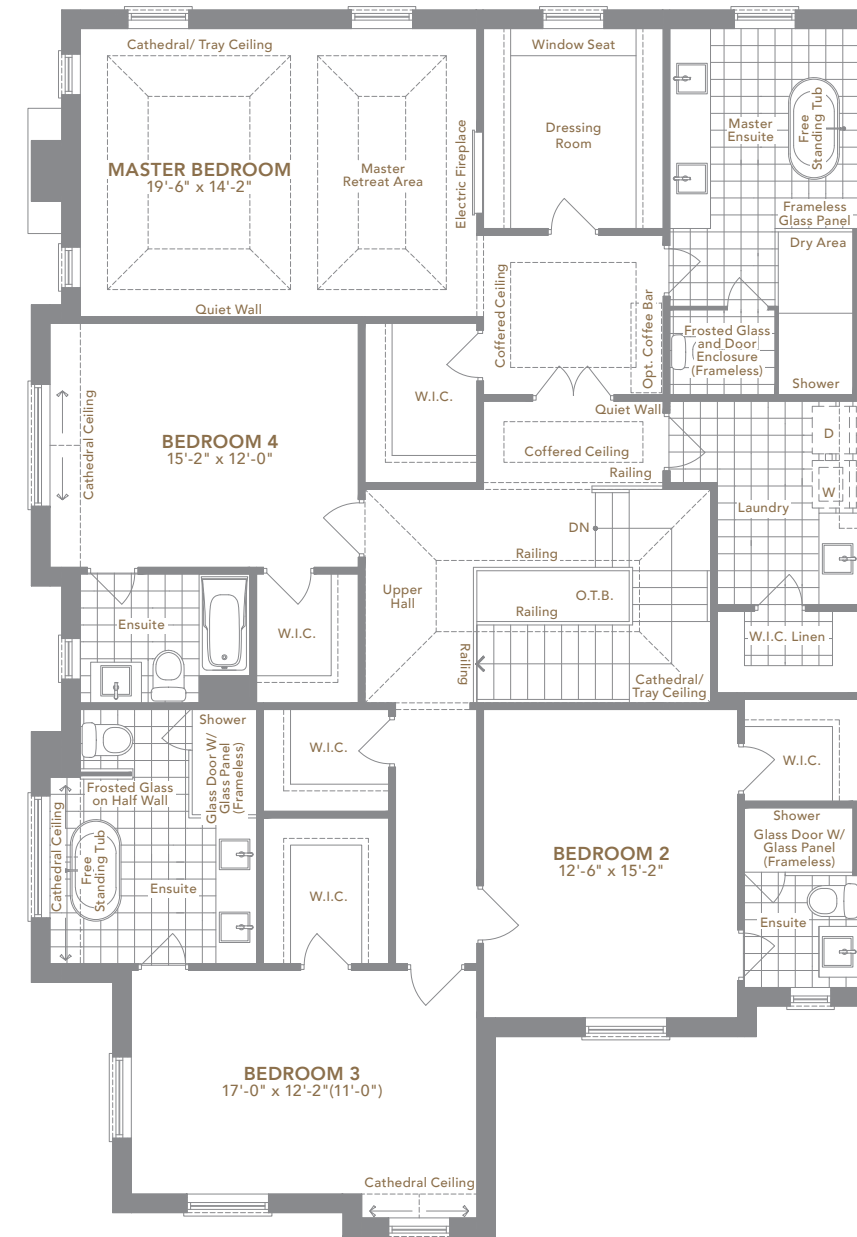 Cathedral/ Tray Ceiling
Window Seat
MASTER BEDROOM
19'-6" x 14'-2"
Master
Retreat Area
Electric Fireplace
Dressing
Room
Master
Ensuite
Free
Standing Tub
Frameless
Glass Panel
Dry Area
Quiet Wall
Coffered Ceiling
Opt. Coffee Bar
Frosted Glass
and Door
Enclosure
(Frameless)
Shower
W.I.C.
Quiet Wall
Cathedral Ceiling
BEDROOM 4
15'-2" x 12'-0"
Coffered Ceiling
Railing
D
W
Laundry
DN
Railing
Upper
Hall
O.T.B.
Railing
Railing
Cathedral/
Tray Ceiling
Ensuite
W.I.C.
W.I.C. Linen
Shower
Glass Door W/
Glass Panel
(Frameless)
W.I.C.
W.I.C.
Frosted Glass
on Half Wall
Cathedral Ceiling
Free
Standing Tub
Ensuite
W.I.C.
BEDROOM 2
12'-6" x 15'-2"
Shower
Glass Door W/
Glass Panel
(Frameless)
Ensuite
BEDROOM 3
17'-0" x 12'-2"(11'-0")
Cathedral Ceiling